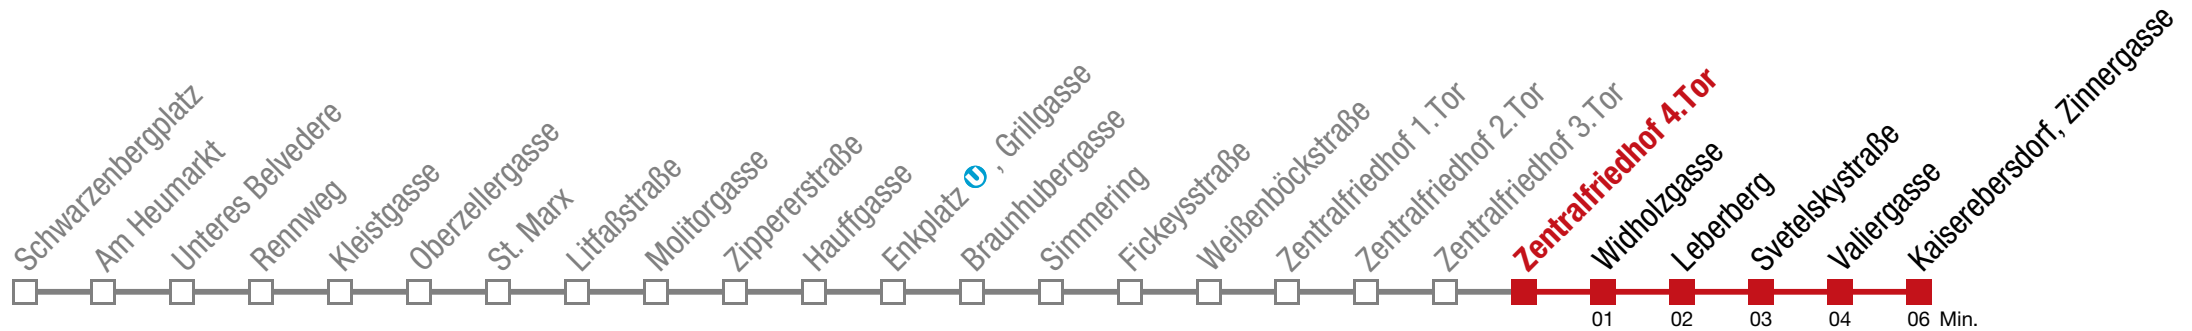 Schwarzenbergplatz
Am Heumarkt
Unteres Belvedere
Rennweg
Kleistgasse
Oberzellergasse
St. Marx
Litfaßstraße
Molitorgasse
Zippererstraße
Hauffgasse
Enkplatz U , Grillgasse
Braunhubergasse
Simmering
Fickeysstraße
Weißenböckstraße
Zentralfriedhof 1.Tor
Zentralfriedhof 2.Tor
Zentralfriedhof 3.Tor
Zentralfriedhof 4.Tor
Widholzgasse
Leberberg
Svetelskystraße
Valiergasse
Kaiserebersdorf, Zinnergasse
01 02 03 04 06 Min.